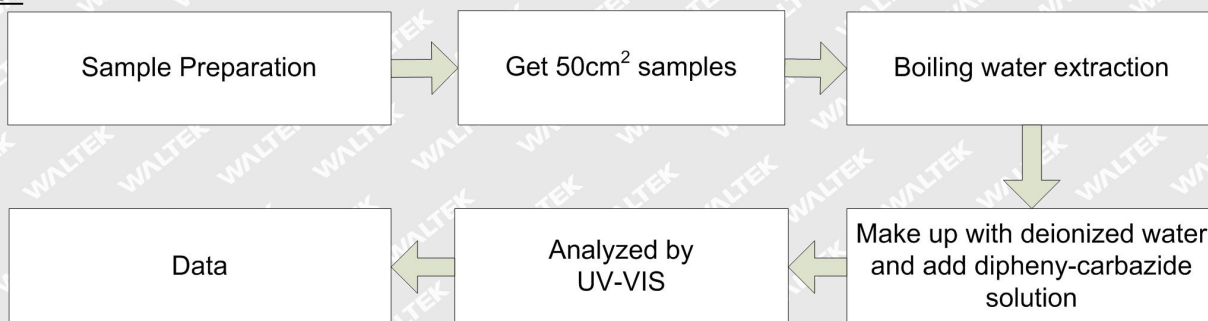 Sample Preparation
Get 50cm² samples
Boiling water extraction
Make up with deionized water
and add dipheny-carbazide
solution
Analyzed by
UV-VIS
Data
WALTEK